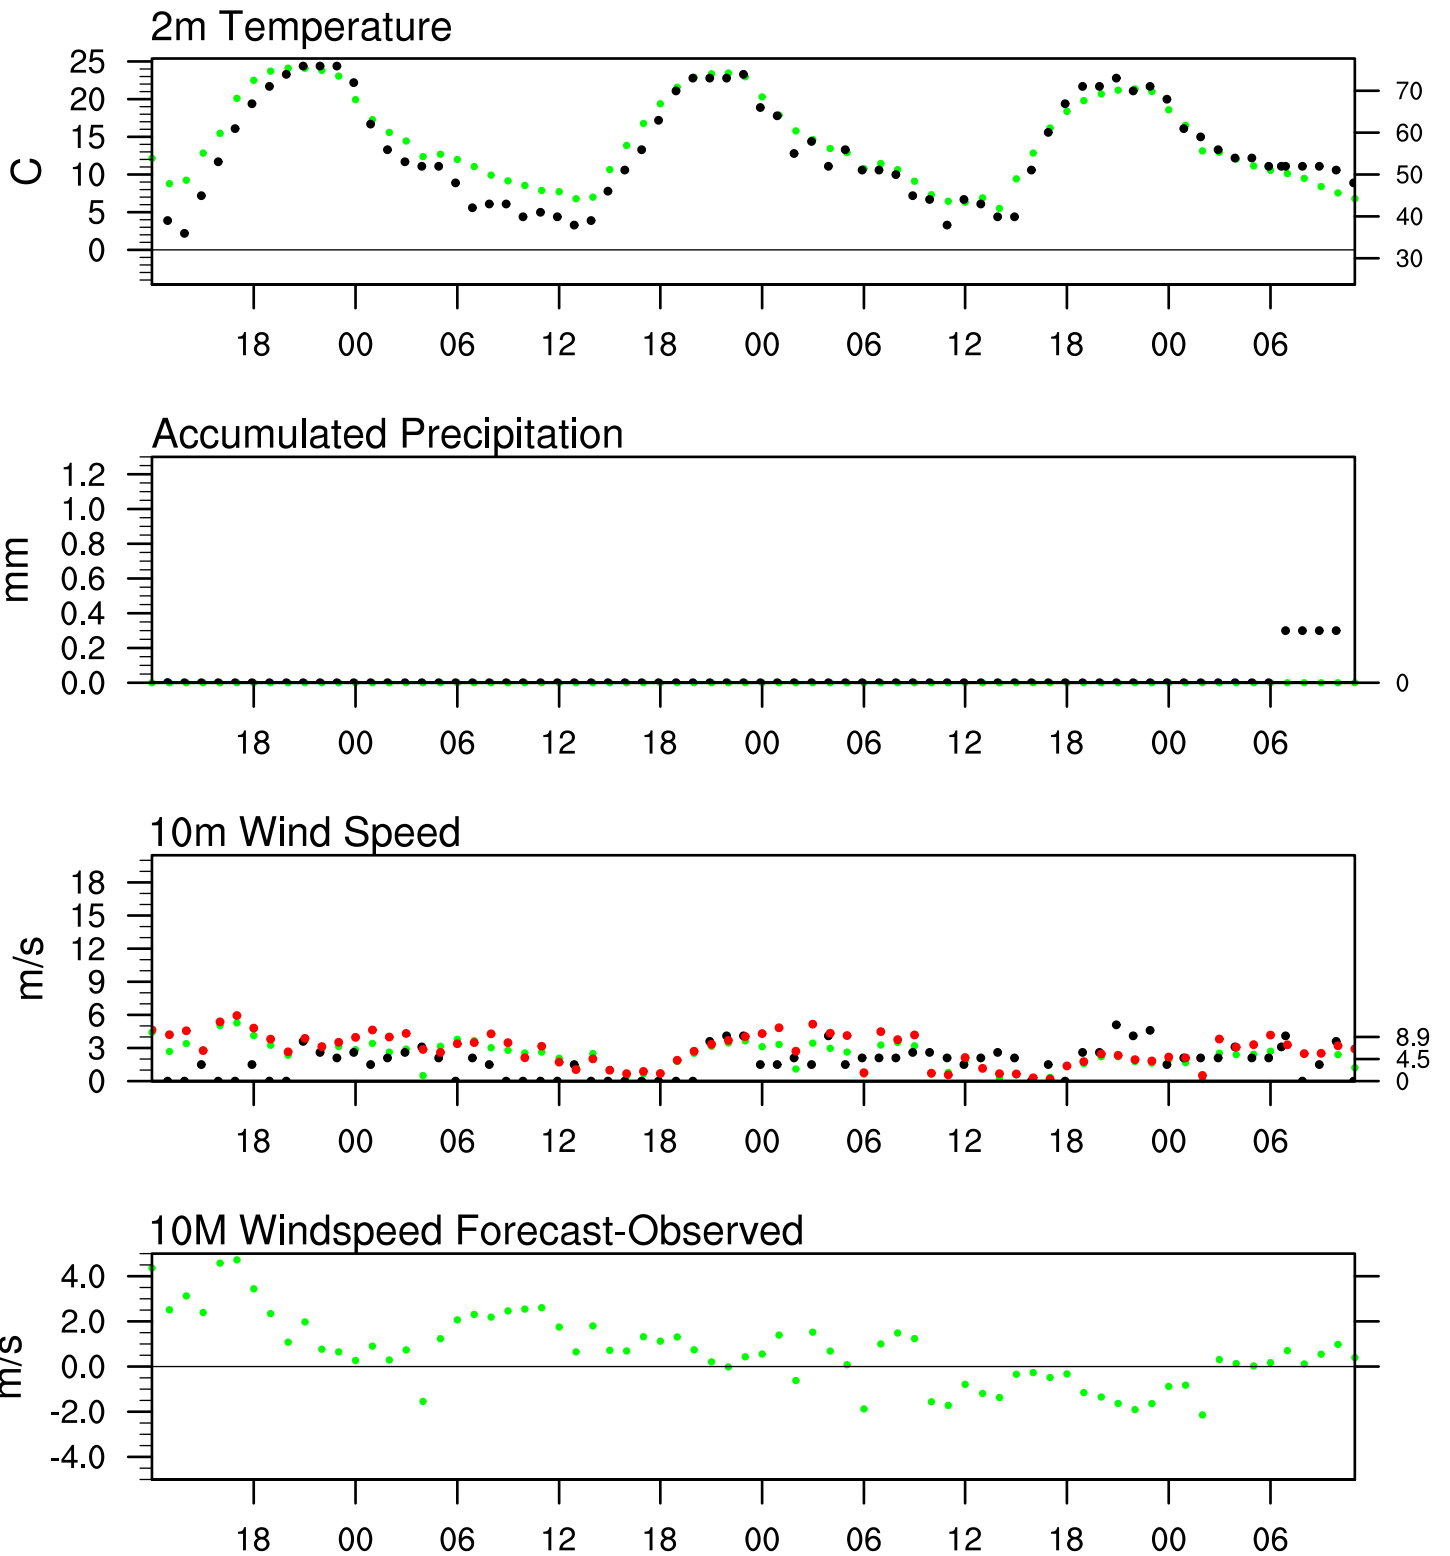 2m Temperature
25
20
15
10
5
0
C
70
60
50
40
30
18 00 06 12 18 00 06 12 18 00 06
Accumulated Precipitation
1.2
1.0
0.8
0.6
0.4
0.2
0.0
mm
0
18 00 06 12 18 00 06 12 18 00 06
10m Wind Speed
18
15
12
9
6
3
0
m/s
8.9
4.5
0
18 00 06 12 18 00 06 12 18 00 06
10M Windspeed Forecast-Observed
4.0
2.0
0.0
-2.0
-4.0
m/s
18 00 06 12 18 00 06 12 18 00 06